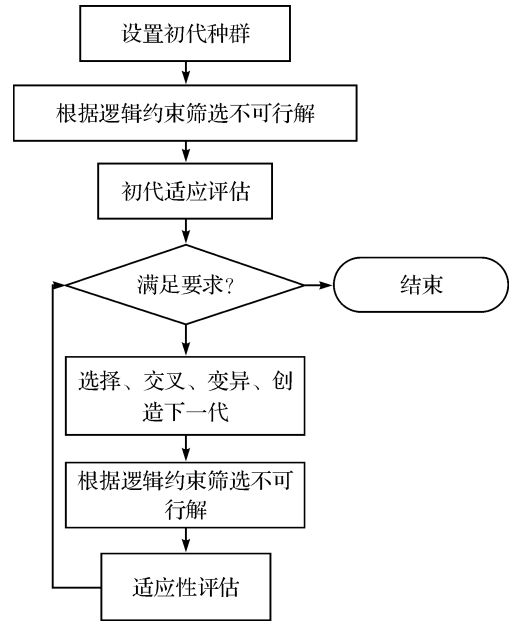 设置初代种群
根据逻辑约束筛选不可行解
初代适应评估
满足要求?
结束
选择、交叉、变异、创
造下一代
根据逻辑约束筛选不可
行解
适应性评估